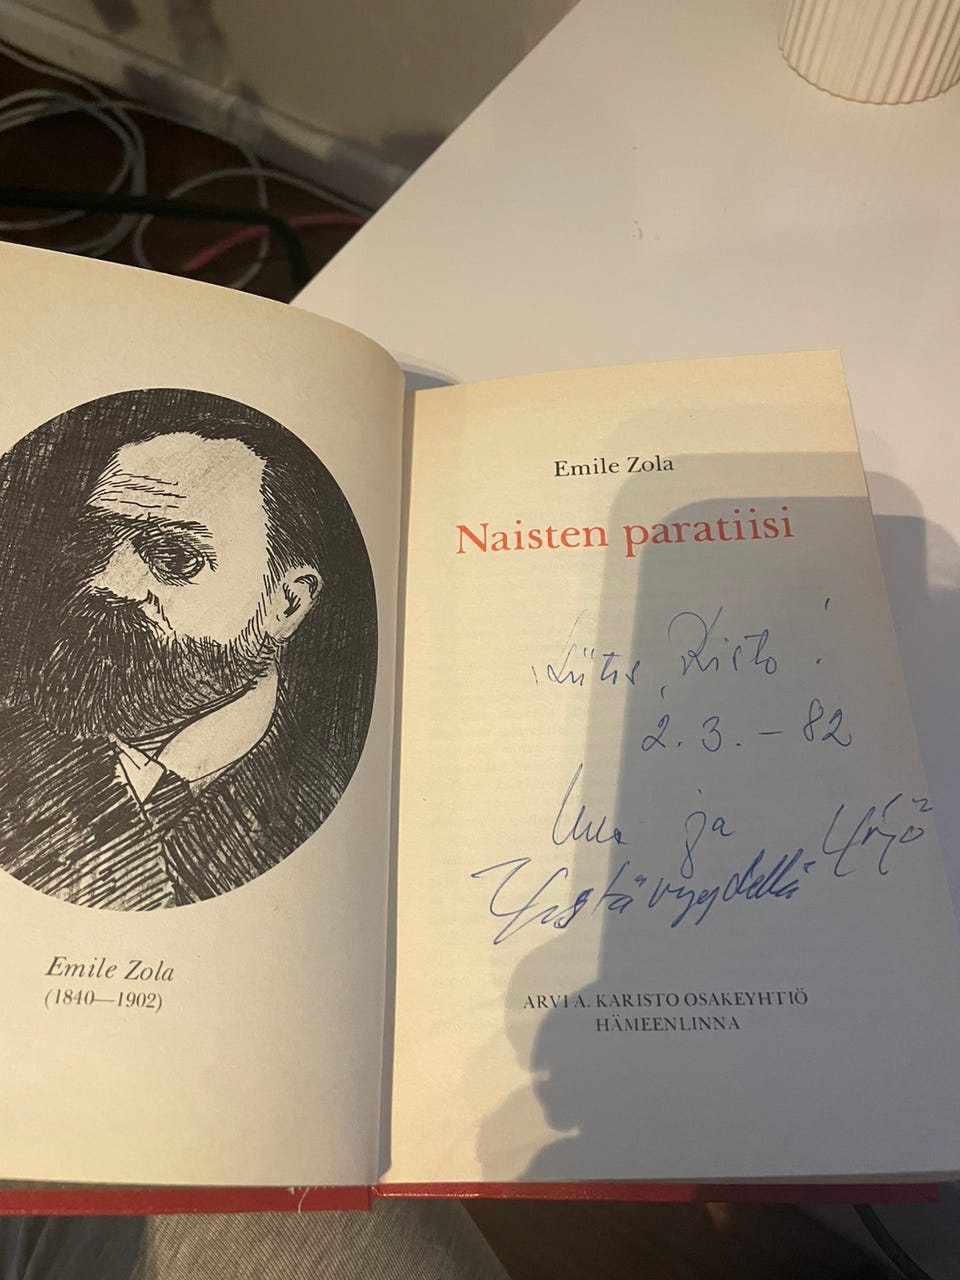 Emile Zola
(1840—1902)
Emile Zola
Naisten paratiisi
Kiitos, Risto!
2.3.–82
ja Yrjö
Ystävyydellä
ARVI A. KARISTO OSAKEYHTIÖ
HÄMEENLINNA